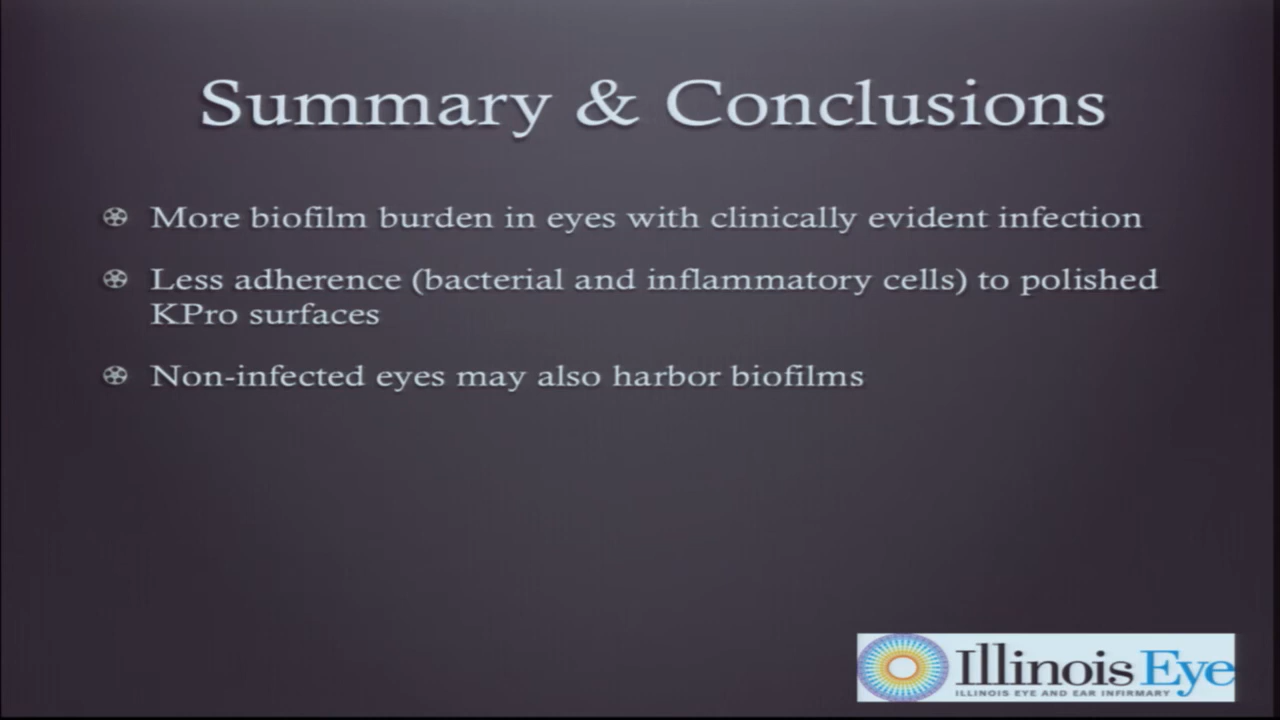 Summary & Conclusions
More biofilm burden in eyes with clinically evident infection
Less adherence (bacterial and inflammatory cells) to polished
KPro surfaces
Non-infected eyes may also harbor biofilms
Illinois Eye
ILLINOIS EYE AND EAR INFIRMARY